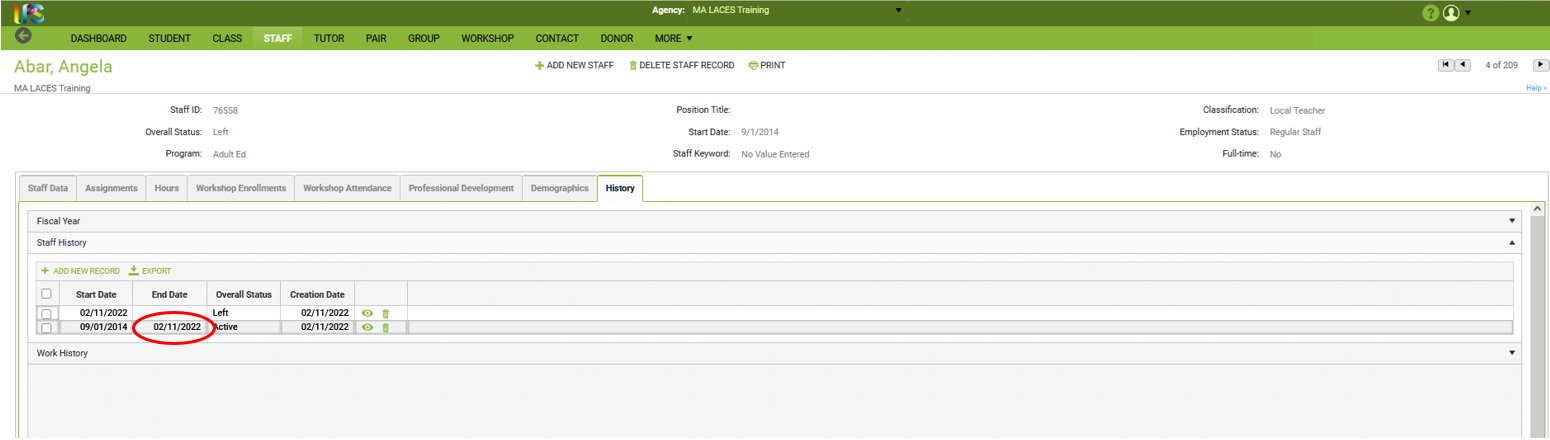 LFS
Agency: MA LACES Training
?
DASHBOARD STUDENT CLASS STAFF TUTOR PAIR GROUP WORKSHOP CONTACT DONOR MORE
Abar, Angela
ADD NEW STAFF DELETE STAFF RECORD PRINT
4 of 209
MA LACES Training
Help <
Staff ID: 76558 Position Title: Classification: Local Teacher
Overall Status: Left Start Date: 9/1/2014 Employment Status: Regular Staff
Program: Adult Ed Staff Keyword: No Value Entered Full-time: No
Staff Data Assignments Hours Workshop Enrollments Workshop Attendance Professional Development Demographics History
Fiscal Year
Staff History
+ ADD NEW RECORD EXPORT
Start Date End Date Overall Status Creation Date
02/11/2022 Left 02/11/2022
09/01/2014 02/11/2022 Active 02/11/2022
Work History